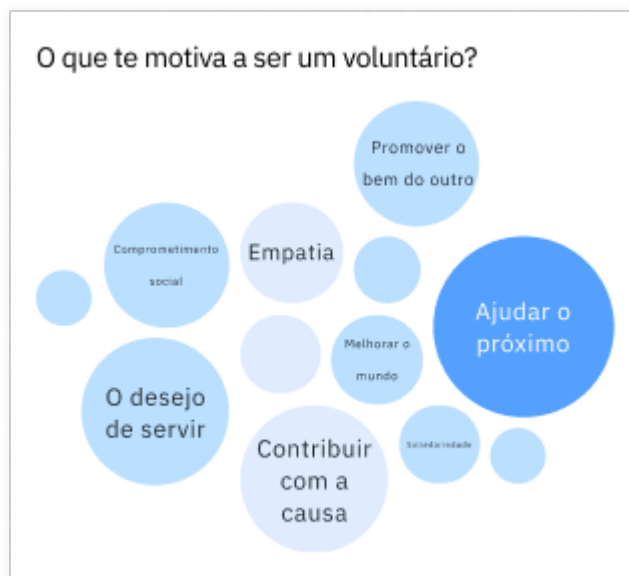 O que te motiva a ser um voluntário?
Promover o
bem do outro
Comprometimento
social
Empatia
Ajudar o
próximo
Melhorar o
mundo
O desejo
de servir
Contribuir
com a
causa